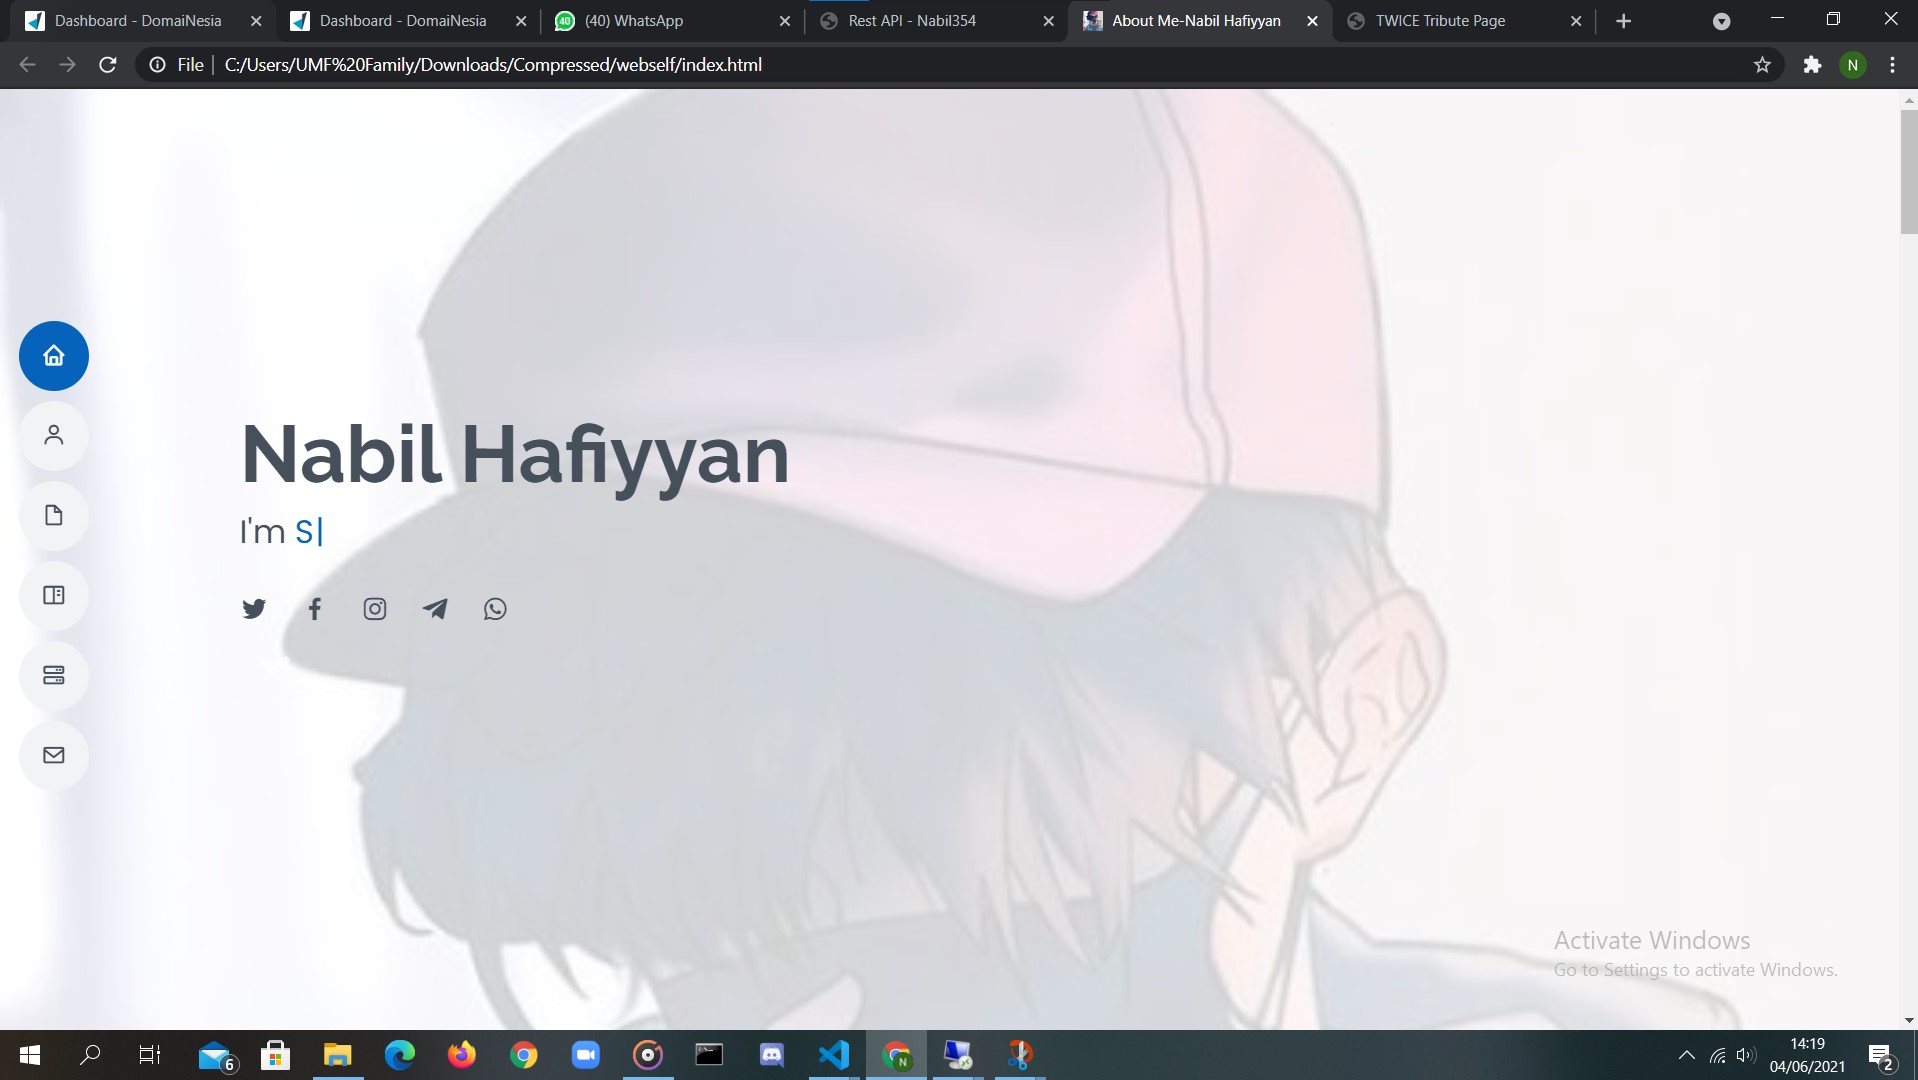 Dashboard - DomaiNesia
Dashboard - DomaiNesia
40
(40) WhatsApp
Rest API - Nabil354
About Me-Nabil Hafiyyan
TWICE Tribute Page
File
C:/Users/UMF%20Family/Downloads/Compressed/webself/index.html
N
Nabil Hafiyyan
I'm S|
Activate Windows
Go to Settings to activate Windows.
6
N
14:19
04/06/2021
2